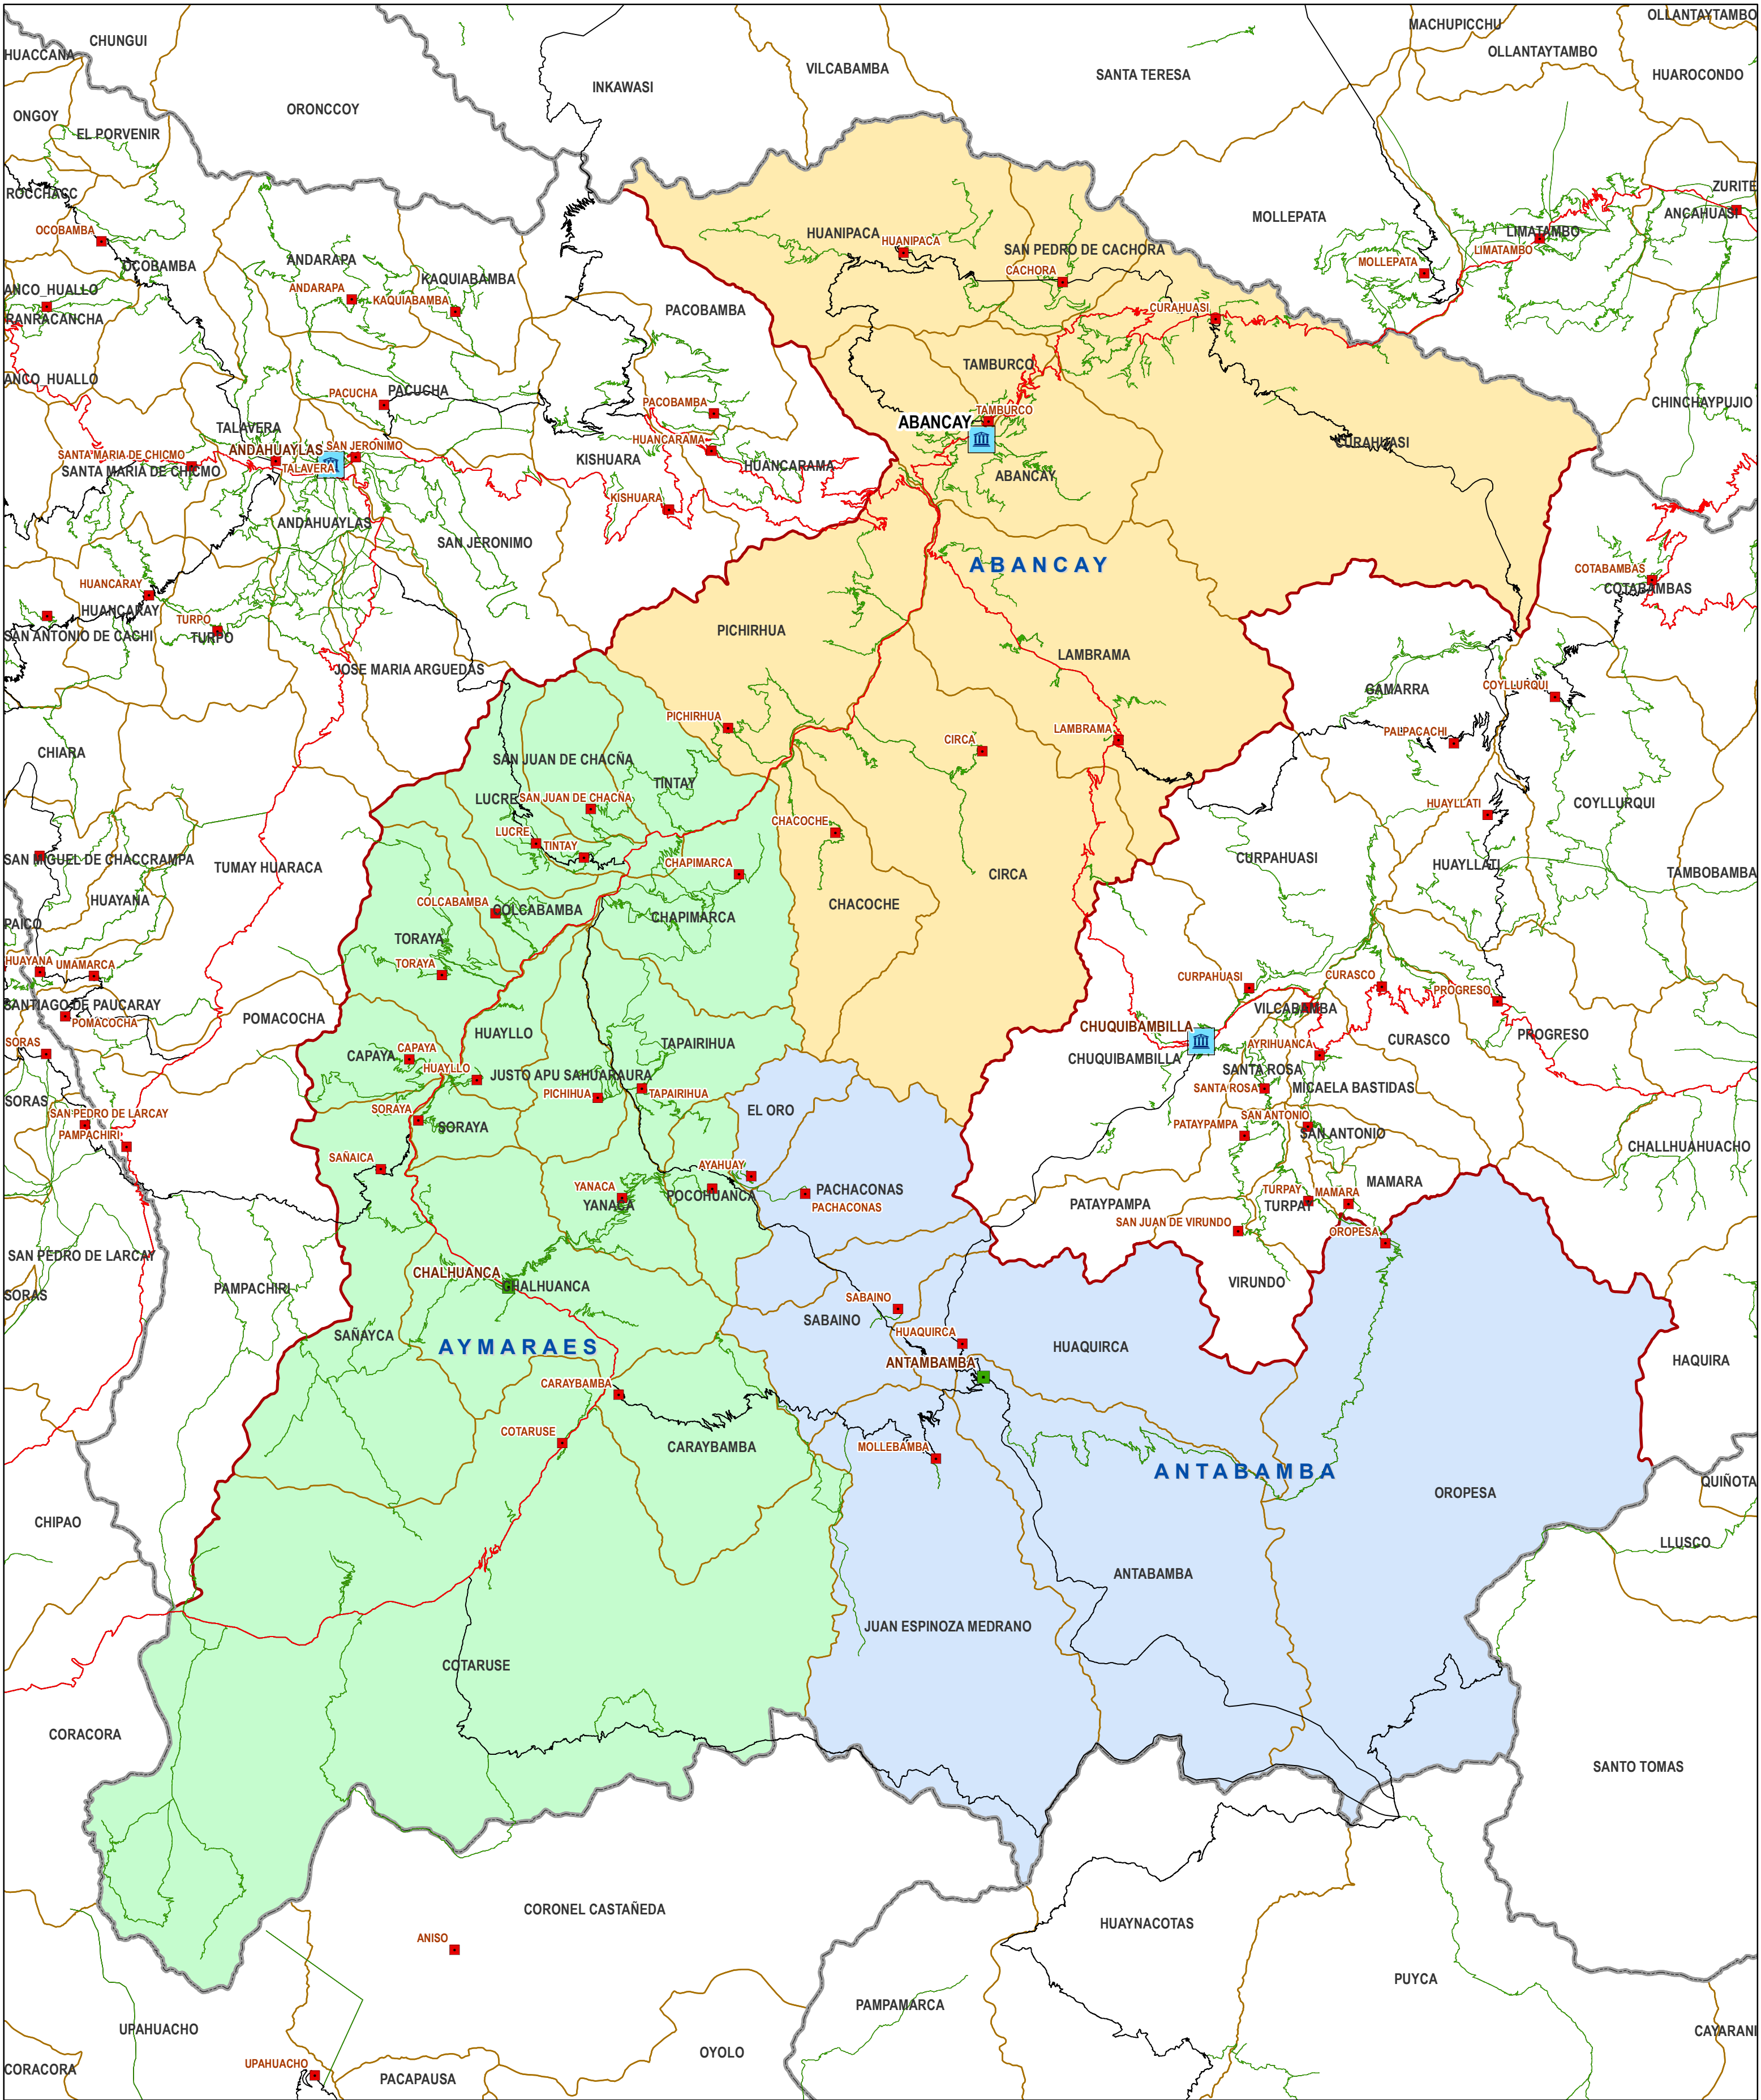 OLLANTAYTAMBO
MACHUPICCHU
CHUNGUI
HUACCANA
OLLANTAYTAMBO
VILCABAMBA
SANTA TERESA
HUAROCONDO
INKAWASI
ORONCCOY
ONGOY
EL PORVENIR
ROCCHACC
ZURITE
ANCAHUASI
MOLLEPATA
OCOBAMBA
HUANIPACA
HUANIPACA
LIMATAMBO
LIMATAMBO
SAN PEDRO DE CACHORA
ANDARAPA
OCOBAMBA
MOLLEPATA
CACHORA
KAQUIABAMBA
ANCO_HUALLO
ANDARAPA
KAQUIABAMBA
CURAHUASI
PACOBAMBA
RANRACANCHA
TAMBURCO
ANCO_HUALLO
PACUCHA
PACUCHA
PACOBAMBA
CHINCHAYPUJIO
TAMBURCO
ABANCAY
TALAVERA
HUANCARAMA
CURAHUASI
ANDAHUAYLAS
SAN JERONIMO
SANTA MARIA DE CHICMO
KISHUARA
HUANCARAMA
TALAVERA
SANTA MARIA DE CHICMO
ABANCAY
KISHUARA
ANDAHUAYLAS
SAN JERONIMO
ABANCAY
COTABAMBAS
HUANCARAY
COTABAMBAS
HUANCARAY
TURPO
PICHIRHUA
SAN ANTONIO DE CACHI
TURPO
LAMBRAMA
JOSE MARIA ARGUEDAS
GAMARRA
COYLLURQUI
PICHIRHUA
LAMBRAMA
PALPACACHI
CIRCA
CHIARA
SAN JUAN DE CHACÑA
TINTAY
LUCRE
SAN JUAN DE CHACÑA
HUAYLLATI
COYLLURQUI
CHACOCHE
LUCRE
TINTAY
SAN MIGUEL DE CHACCRAMPA
TUMAY HUARACA
CHAPIMARCA
CURPAHUASI
HUAYLLATI
CIRCA
TAMBOBAMBA
HUAYANA
COLCABAMBA
COLCABAMBA
CHACOCHE
CHAPIMARCA
PAICO
TORAYA
TORAYA
HUAYANA
UMAMARCA
CURPAHUASI
CURASCO
PROGRESO
SANTIAGO DE PAUCARAY
VILCABAMBA
POMACOCHA
POMACOCHA
HUAYLLO
CHUQUIBAMBILLA
PROGRESO
SORAS
CAPAYA
CAPAYA
TAPAIRIHUA
AYRIHUANCA
CURASCO
CHUQUIBAMBILLA
HUAYLLO
JUSTO APU SAHUARAURA
SANTA ROSA
SANTA ROSA
MICAELA BASTIDAS
PICHIHUA
TAPAIRIHUA
SORAS
SORAYA
EL ORO
SAN PEDRO DE LARCAY
SAN ANTONIO
SORAYA
PATAYPAMPA
PAMPACHIRI
SAN ANTONIO
CHALLHUAHUACHO
SAÑAICA
AYAHUAY
YANACA
POCOHUANCA
PACHACONAS
TURPAY
MAMARA
MAMARA
YANACA
PACHACONAS
PATAYPAMPA
TURPAY
SAN JUAN DE VIRUNDO
OROPESA
SAN PEDRO DE LARCAY
CHALHUANCA
CHALHUANCA
VIRUNDO
PAMPACHIRI
SORAS
SABAINO
SABAINO
SAÑAYCA
HUAQUIRCA
AYMARAES
HUAQUIRCA
ANTAMBAMBA
HAQUIRA
CARAYBAMBA
COTARUSE
CARAYBAMBA
MOLLEBAMBA
ANTABAMBA
QUIÑOTA
OROPESA
CHIPAO
LLUSCO
ANTABAMBA
JUAN ESPINOZA MEDRANO
COTARUSE
CORACORA
SANTO TOMAS
CORONEL CASTAÑEDA
HUAYNACOTAS
ANISO
PUYCA
PAMPAMARCA
UPAHUACHO
CAYARANI
OYOLO
UPAHUACHO
CORACORA
PACAPAUSA